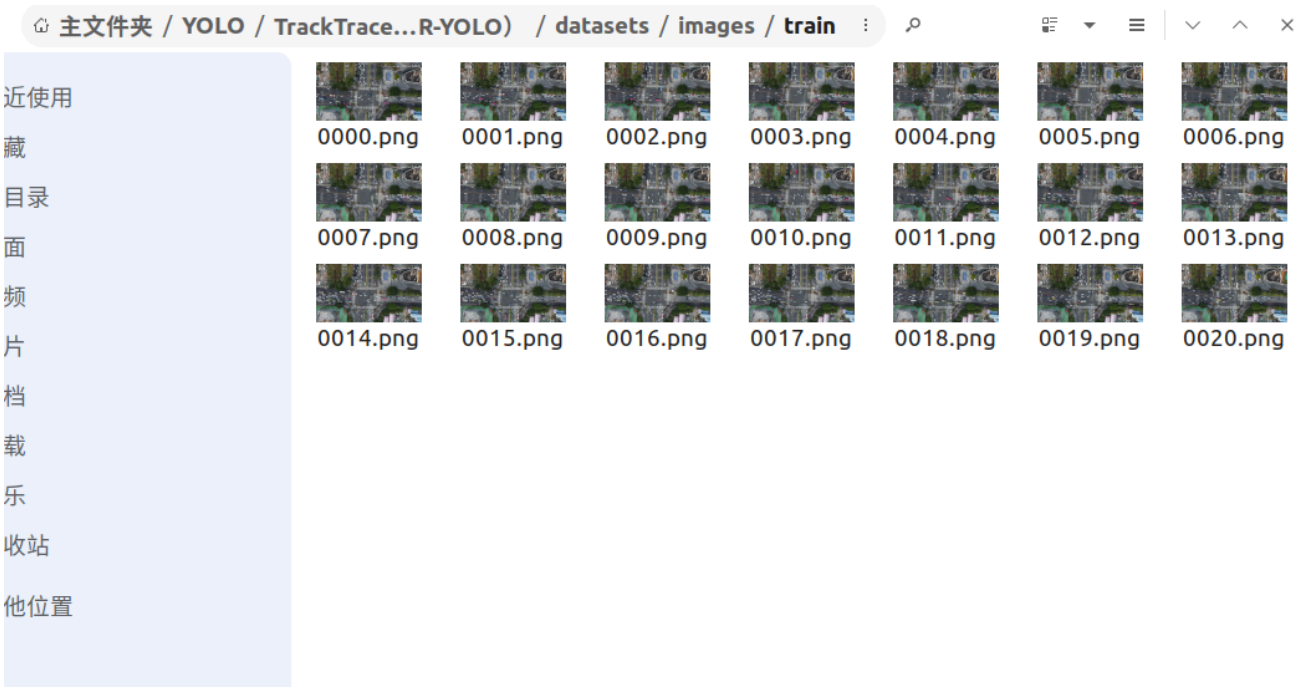 主文件夹 / YOLO / TrackTrace...R-YOLO） / datasets / images / train
近使用
藏
目录
面
频
片
档
载
乐
收站
他位置
0000.png 0001.png 0002.png 0003.png 0004.png 0005.png 0006.png
0007.png 0008.png 0009.png 0010.png 0011.png 0012.png 0013.png
0014.png 0015.png 0016.png 0017.png 0018.png 0019.png 0020.png